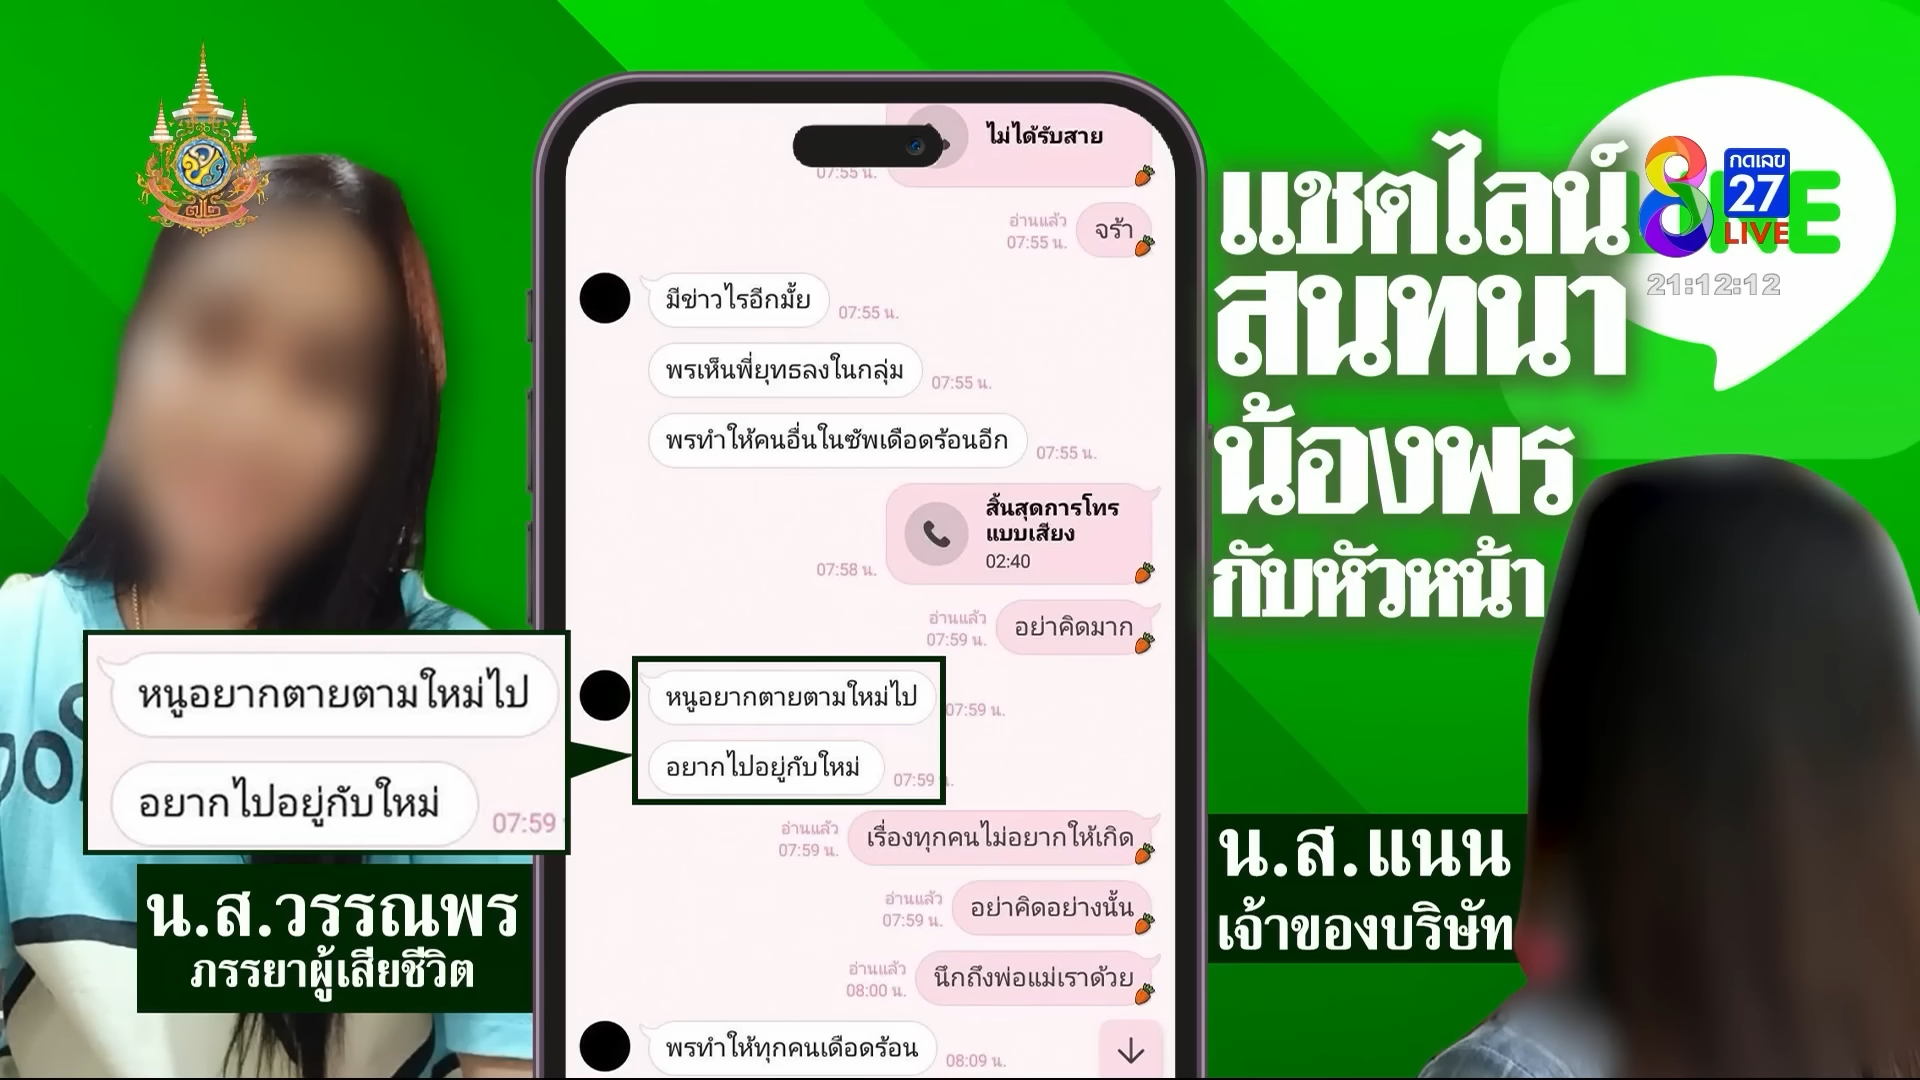 แชตไลน์
สนทนา
น้องพร
กับหัวหน้า
กดเลข
27
LIVE
21:12:12
ไม่ได้รับสาย
07:55 น.
อ่านแล้ว
07:55 น.
จร้า
มีข่าวไรอีกมั้ย
07:55 น.
พรเห็นพี่ยุทธลงในกลุ่ม
07:55 น.
พรทำให้คนอื่นในซัพเดือดร้อนอีก
07:55 น.
สิ้นสุดการโทร
แบบเสียง
02:40
07:58 น.
อ่านแล้ว
07:59 น.
อย่าคิดมาก
หนูอยากตายตามใหม่ไป
07:59 น.
อยากไปอยู่กับใหม่
07:59
อ่านแล้ว
07:59 น.
เรื่องทุกคนไม่อยากให้เกิด
อ่านแล้ว
07:59 น.
อย่าคิดอย่างนั้น
อ่านแล้ว
08:00 น.
นึกถึงพ่อแม่เราด้วย
พรทำให้ทุกคนเดือดร้อน
08:09 น.
หนูอยากตายตามใหม่ไป
อยากไปอยู่กับใหม่
07:59
น.ส.วรรณพร
ภรรยาผู้เสียชีวิต
น.ส.แนน
เจ้าของบริษัท